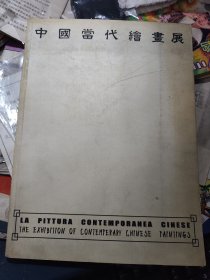 中國當代繪畫展
LA PITTURA CONTEMPORANEA CINESE
THE EXHIBITION OF CONTEMPORARY CHINESE PAINTINGS